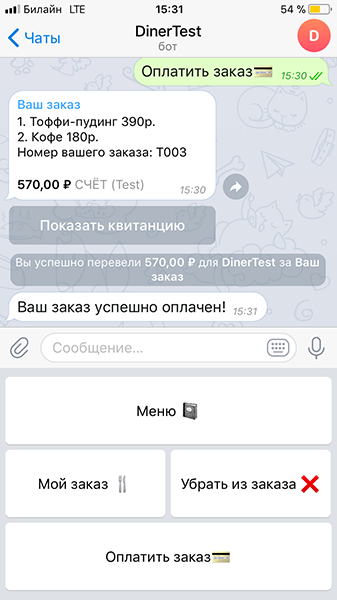 Билайн LTE 15:31 54 %
Чаты
DinerTest
бот
D
Оплатить заказ💳
15:30
Ваш заказ
1. Тоффи-пудинг 390р.
2. Кофе 180р.
Номер вашего заказа: T003
570,00 ₽ СЧЁТ (Test)
15:30
Показать квитанцию
Вы успешно перевели 570,00 ₽ для DinerTest за Ваш
заказ
Ваш заказ успешно оплачен!
15:31
Сообщение...
Меню
Мой заказ 🍴
Убрать из заказа ❌
Оплатить заказ💳